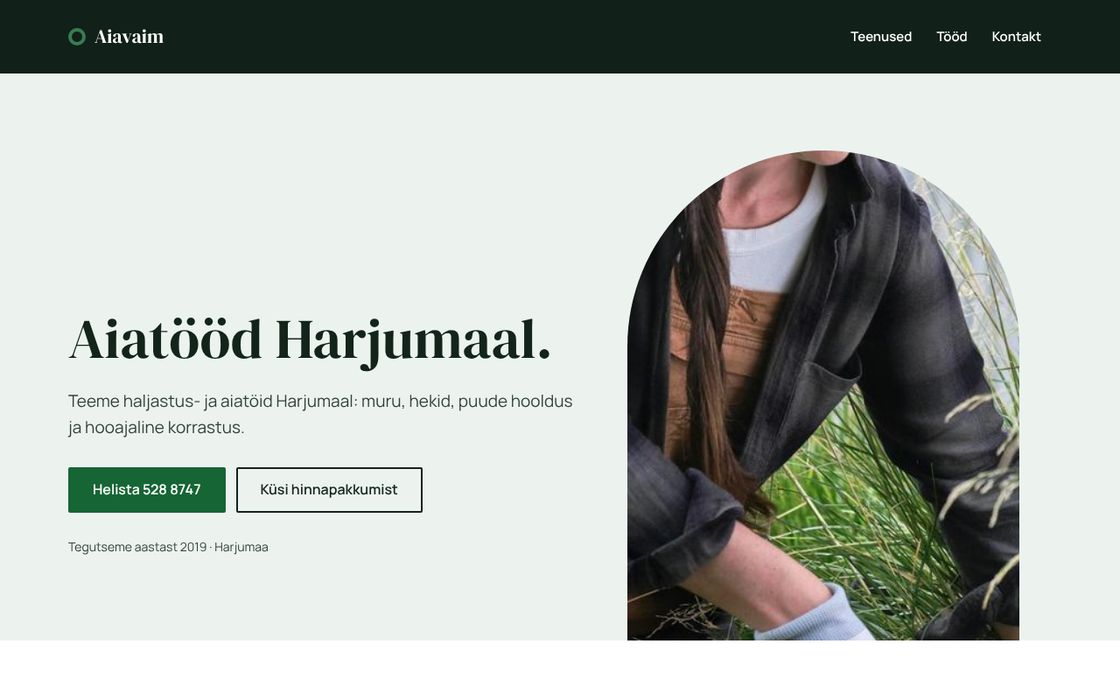 Aiavaim
Teenused Tööd Kontakt
Aiatööd Harjumaal.
Teeme haljastus- ja aiatöid Harjumaal: muru, hekid, puude hooldus
ja hooajaline korrastus.
Helista 528 8747
Küsi hinnapakkumist
Tegutseme aastast 2019 · Harjumaa